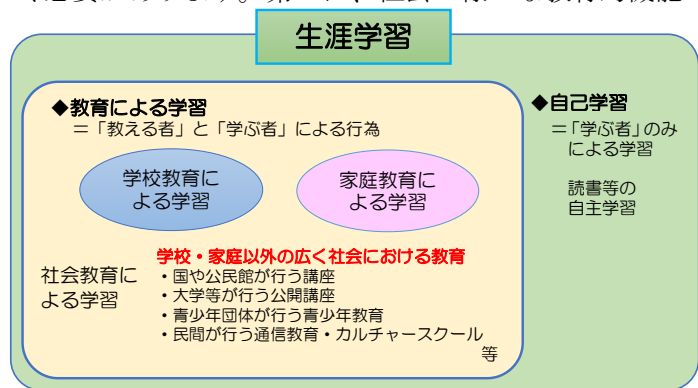 生涯学習
◆教育による学習
＝「教える者」と「学ぶ者」による行為
学校教育に
よる学習
家庭教育に
よる学習
社会教育に
よる学習
学校・家庭以外の広く社会における教育
・国や公民館が行う講座
・大学等が行う公開講座
・青少年団体が行う青少年教育
・民間が行う通信教育・カルチャースクール
等
◆自己学習
＝「学ぶ者」のみ
による学習
読書等の
自主学習